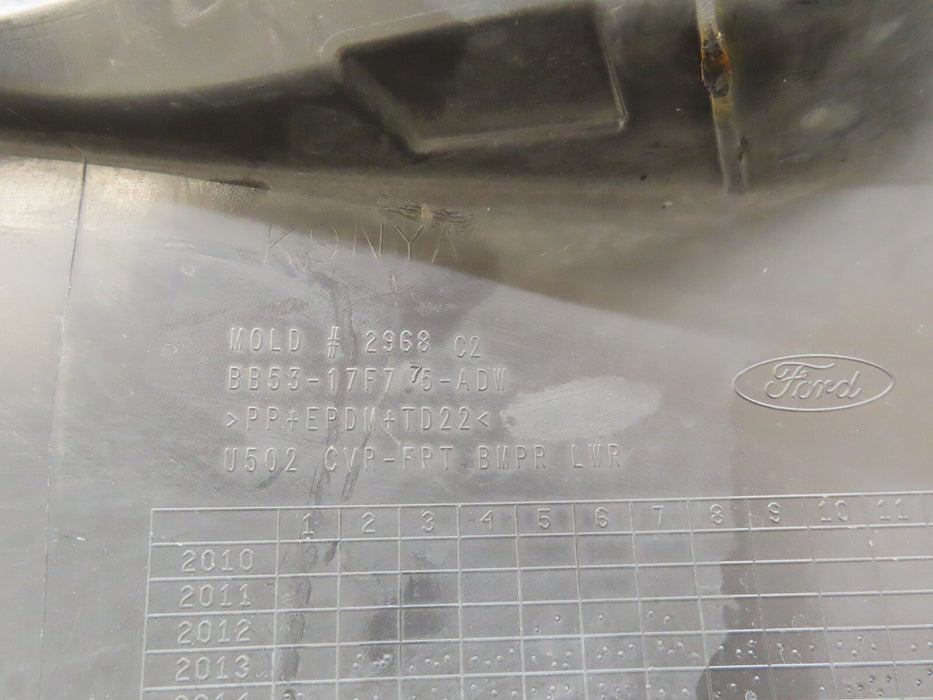 KONYA
MOLD # 2968 C2
BB53-17F775-ADW
>PP+EPDM+TD22<
Ford
U502 CVR-FRT BMPR LWR
1 2 3 4 5 6 7 8 9 10 11
2010
2011
2012
2013